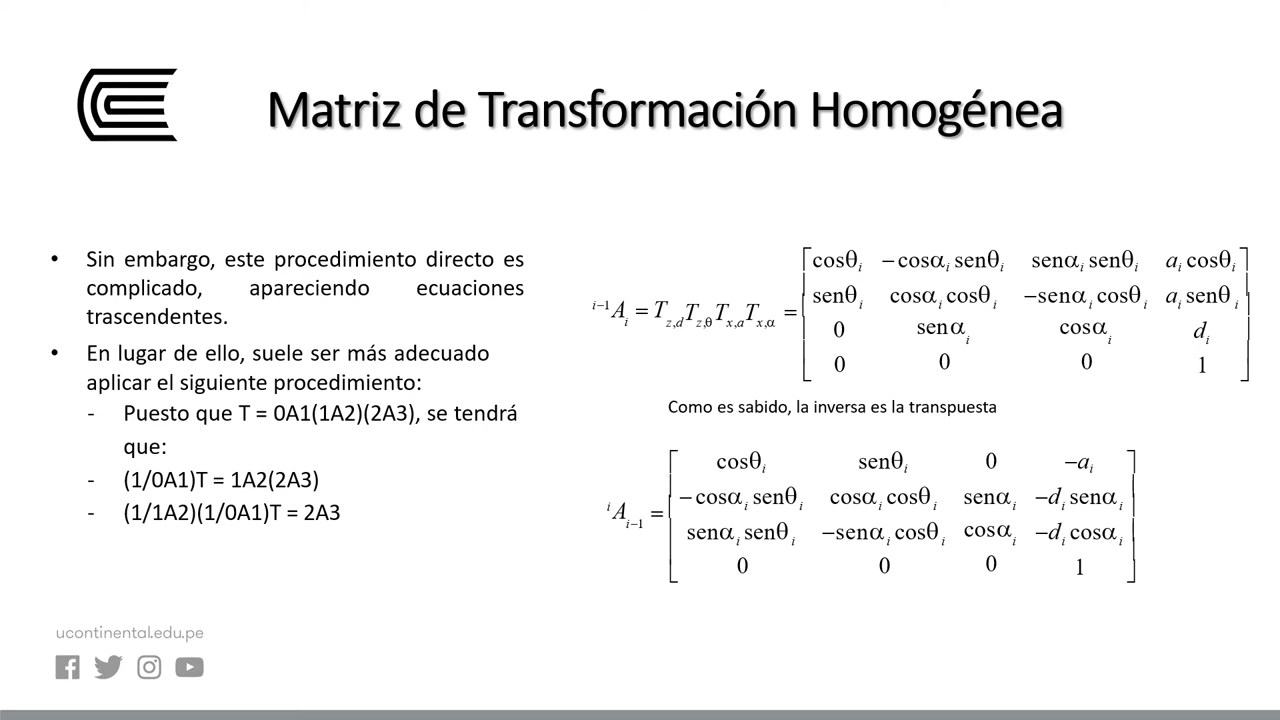 Matriz de Transformación Homogénea
• Sin embargo, este procedimiento directo es
complicado, apareciendo ecuaciones
trascendentes.
• En lugar de ello, suele ser más adecuado
aplicar el siguiente procedimiento:
- Puesto que T = 0A1(1A2)(2A3), se tendrá
que:
- (1/0A1)T = 1A2(2A3)
- (1/1A2)(1/0A1)T = 2A3
i−1Ai = Tz,d Tz,θ Tx,a Tx,α =
cosθi −cosαi senθi senαi senθi ai cosθi
senθi cosαi cosθi −senαi cosθi ai senθi
0 senαi cosαi di
0 0 0 1
Como es sabido, la inversa es la transpuesta
iAi−1 =
cosθi senθi 0 −ai
−cosαi senθi cosαi cosθi senαi −di senαi
senαi senθi −senαi cosθi cosαi −di cosαi
0 0 0 1
ucontinental.edu.pe